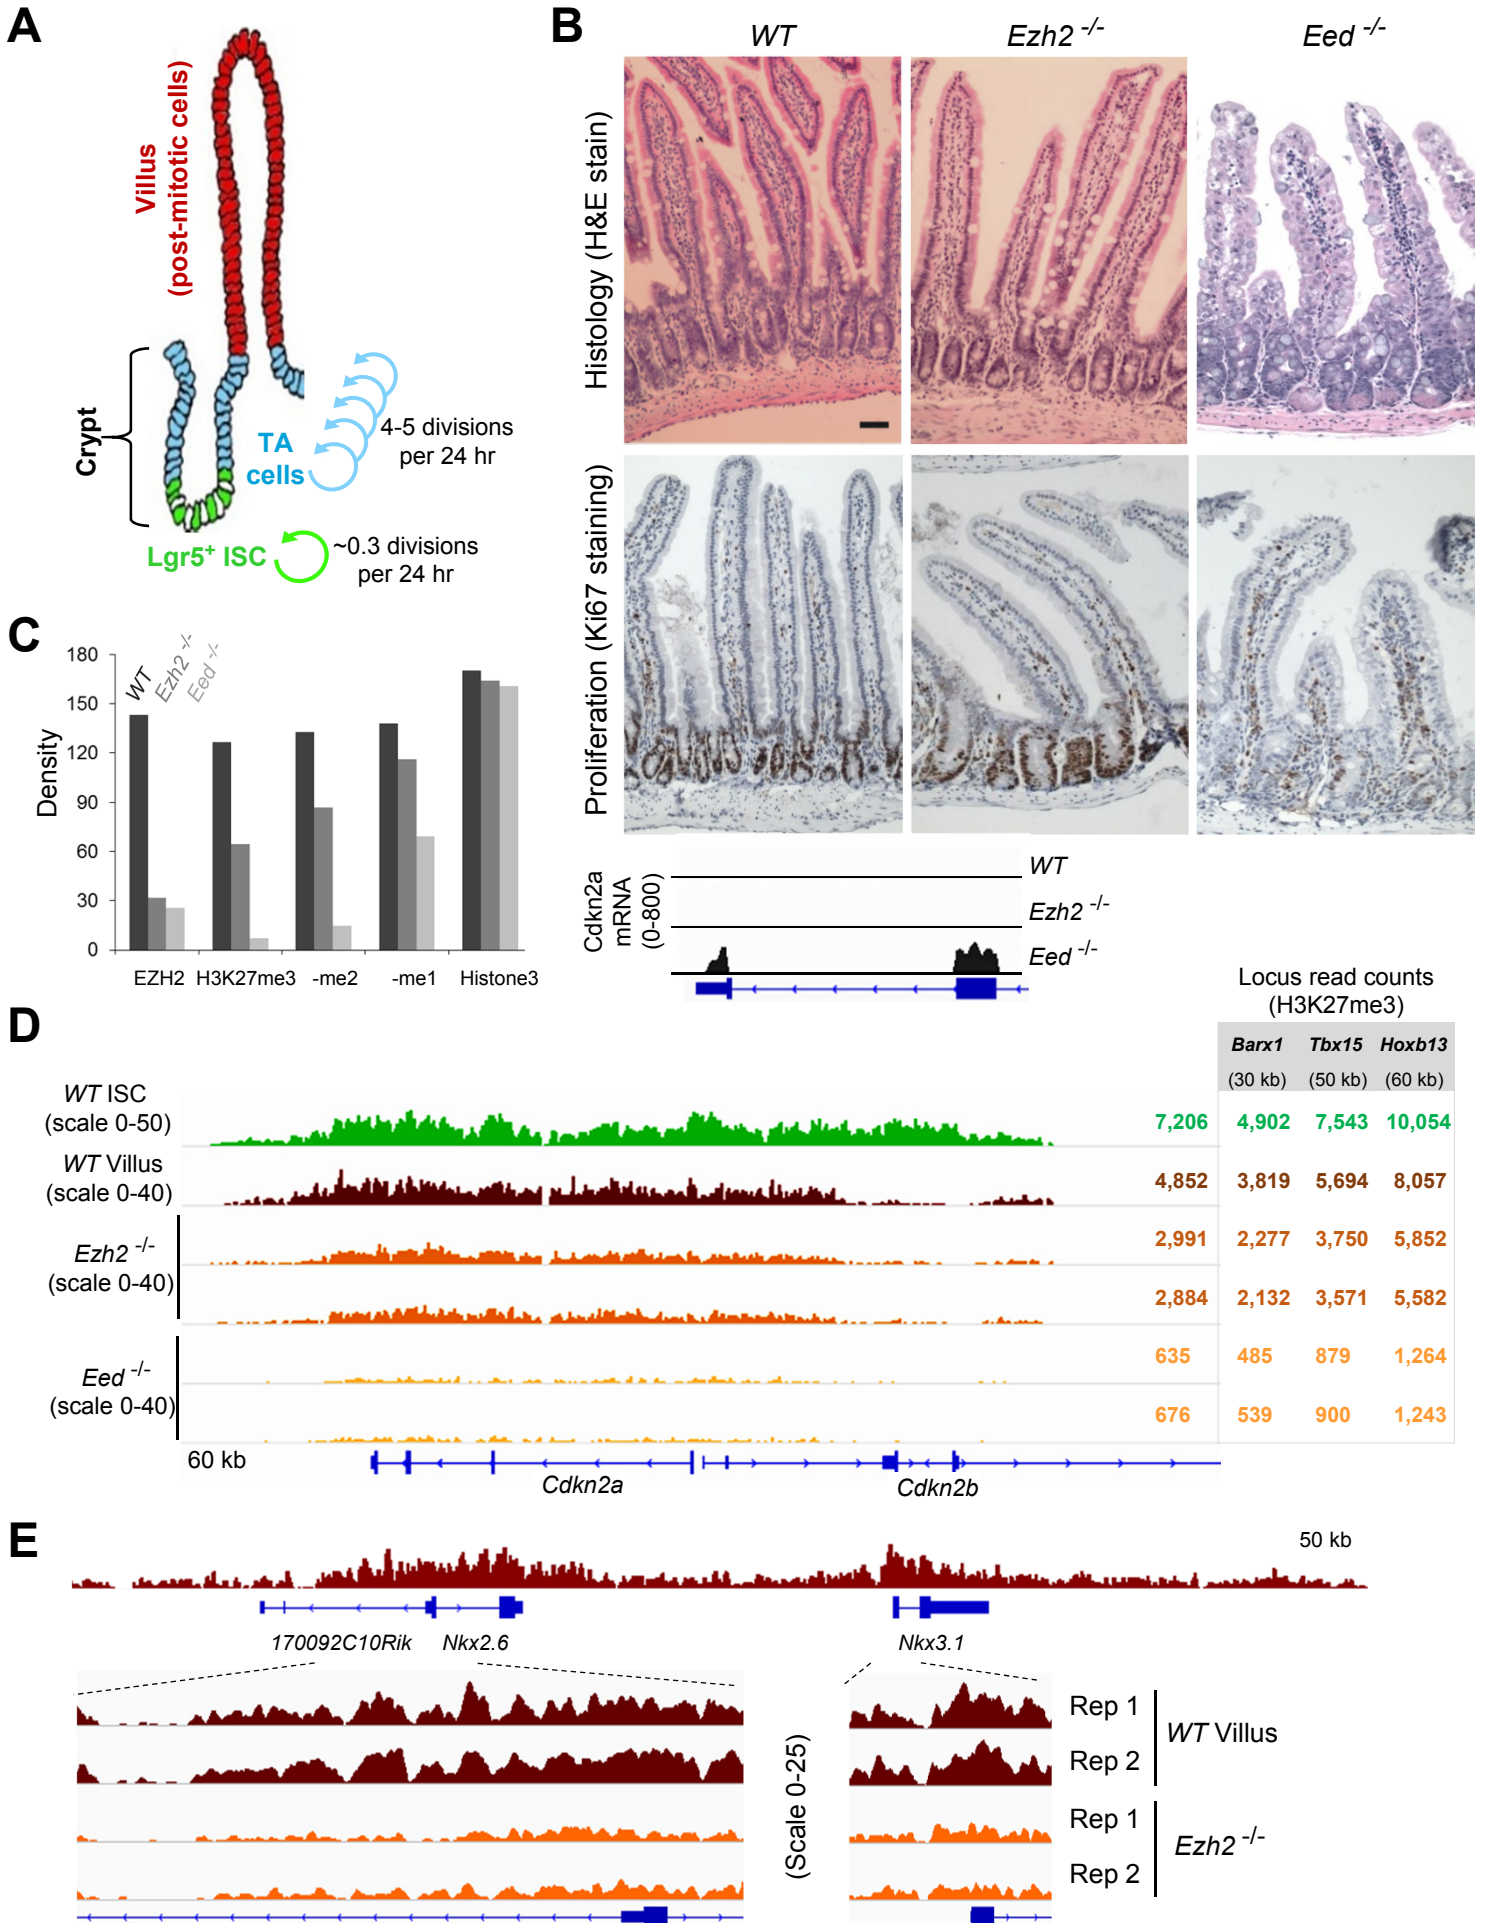 A
Villus
(post-mitotic cells)
Crypt
TA
cells
4-5 divisions
per 24 hr
Lgr5+ ISC
~0.3 divisions
per 24 hr
B
WT
Ezh2 -/-
Eed -/-
Histology (H&E stain)
Proliferation (Ki67 staining)
Cdkn2a
mRNA
(0-800)
WT
Ezh2 -/-
Eed -/-
C
Density
180
150
120
90
60
30
0
WT
Ezh2 -/-
Eed -/-
EZH2 H3K27me3 -me2 -me1 Histone3
D
Locus read counts
(H3K27me3)
Barx1 Tbx15 Hoxb13
(30 kb) (50 kb) (60 kb)
WT ISC
(scale 0-50)
7,206 4,902 7,543 10,054
WT Villus
(scale 0-40)
4,852 3,819 5,694 8,057
Ezh2 -/-
(scale 0-40)
2,991 2,277 3,750 5,852
2,884 2,132 3,571 5,582
Eed -/-
(scale 0-40)
635 485 879 1,264
676 539 900 1,243
60 kb
Cdkn2a
Cdkn2b
E
50 kb
170092C10Rik Nkx2.6 Nkx3.1
(Scale 0-25)
Rep 1
Rep 2
WT Villus
Rep 1
Rep 2
Ezh2 -/-